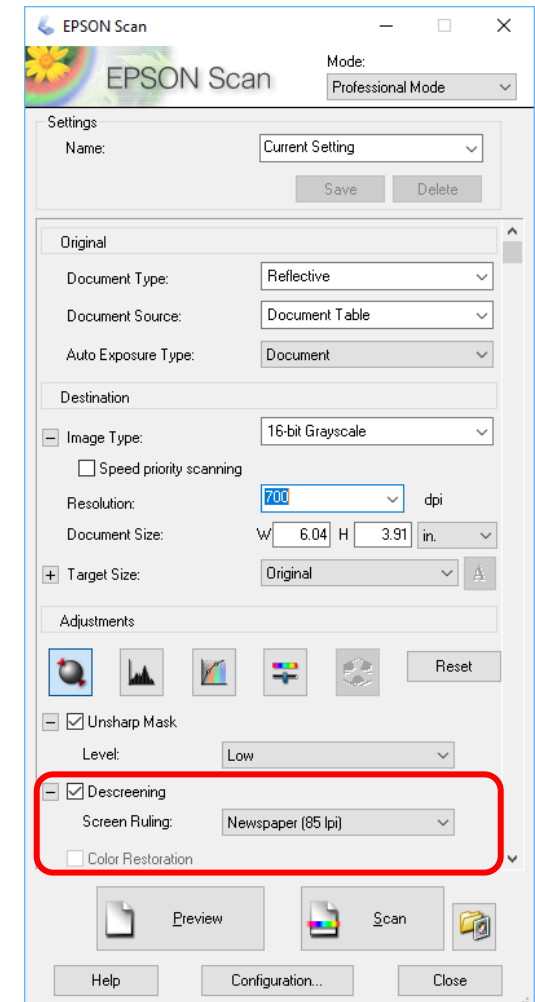 EPSON Scan
EPSON Scan
Mode:
Professional Mode
Settings
Name: Current Setting
Save Delete
Original
Document Type: Reflective
Document Source: Document Table
Auto Exposure Type: Document
Destination
Image Type: 16-bit Grayscale
Speed priority scanning
Resolution: 700 dpi
Document Size: W 6.04 H 3.91 in.
Target Size: Original
Adjustments
Reset
Unsharp Mask
Level: Low
Descreening
Screen Ruling: Newspaper (85 lpi)
Color Restoration
Preview Scan
Help Configuration... Close